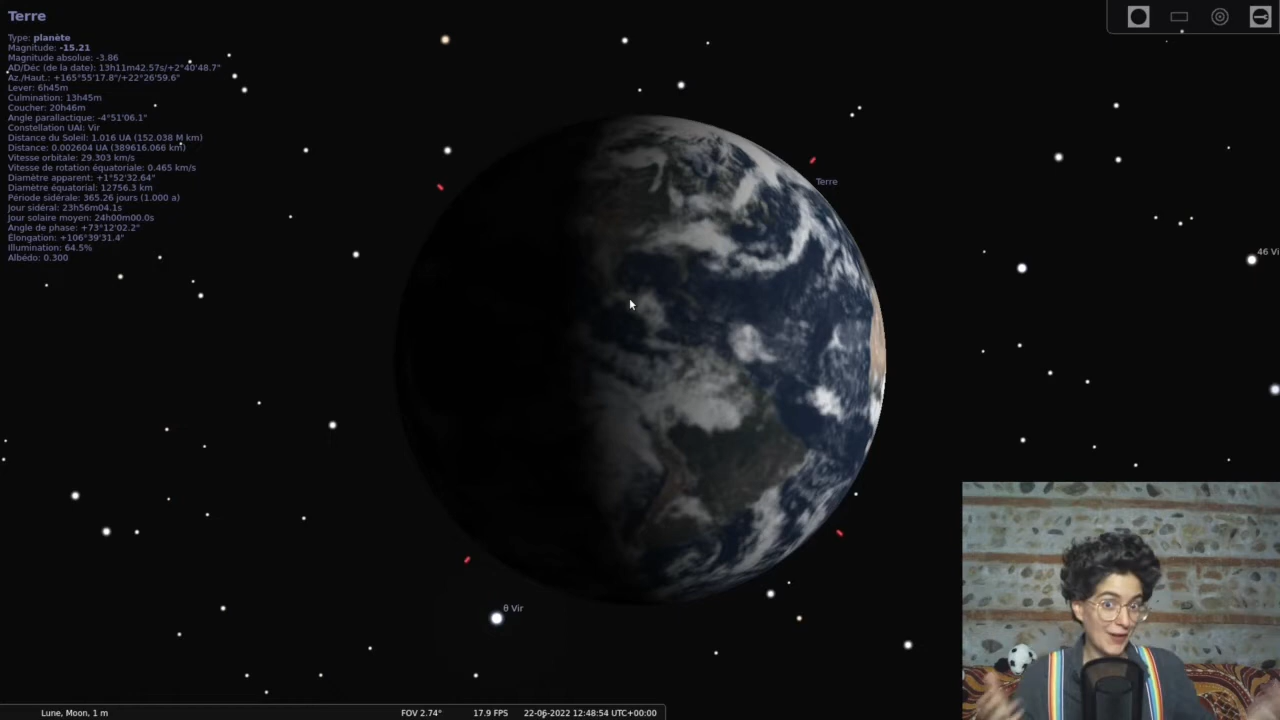 Terre
Type: planète
Magnitude: -15.21
Magnitude absolue: -3.86
AD/Déc (de la date): 13h11m42.57s/+2°40'48.7"
Az./Haut.: +165°55'17.8"/+22°26'59.6"
Lever: 6h45m
Culmination: 13h45m
Coucher: 20h46m
Angle parallactique: -4°51'06.1"
Constellation UAI: Vir
Distance du Soleil: 1.016 UA (152.038 M km)
Distance: 0.002604 UA (389616.066 km)
Vitesse orbitale: 29.303 km/s
Vitesse de rotation équatoriale: 0.465 km/s
Diamètre apparent: +1°52'32.64"
Diamètre équatorial: 12756.3 km
Période sidérale: 365.26 jours (1.000 a)
Jour sidéral: 23h56m04.1s
Jour solaire moyen: 24h00m00.0s
Angle de phase: +73°12'02.2"
Élongation: +106°39'31.4"
Illumination: 64.5%
Albédo: 0.300
Terre
46 Vi
θ Vir
Lune, Moon, 1 m FOV 2.74° 17.9 FPS 22-06-2022 12:48:54 UTC+00:00